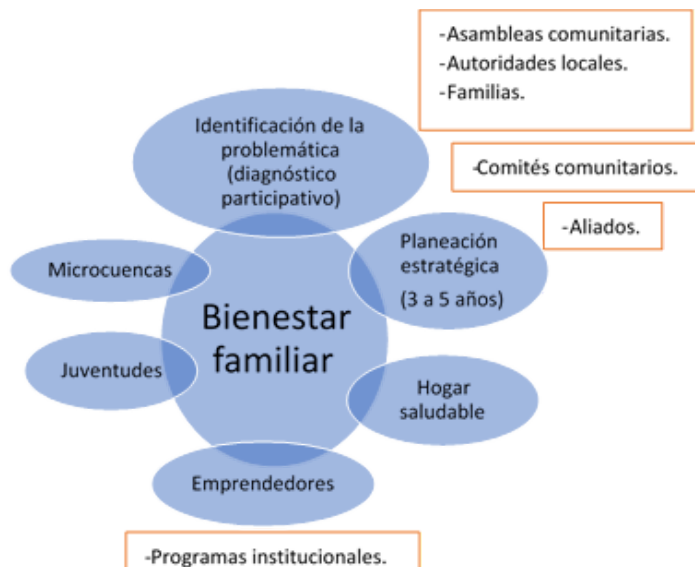 -Asambleas comunitarias.
-Autoridades locales.
-Familias.
Identificación de la
problemática
(diagnóstico
participativo)
-Comités comunitarios.
-Aliados.
Planeación
estratégica
(3 a 5 años)
Microcuencas
Bienestar
familiar
Juventudes
Hogar
saludable
Emprendedores
-Programas institucionales.